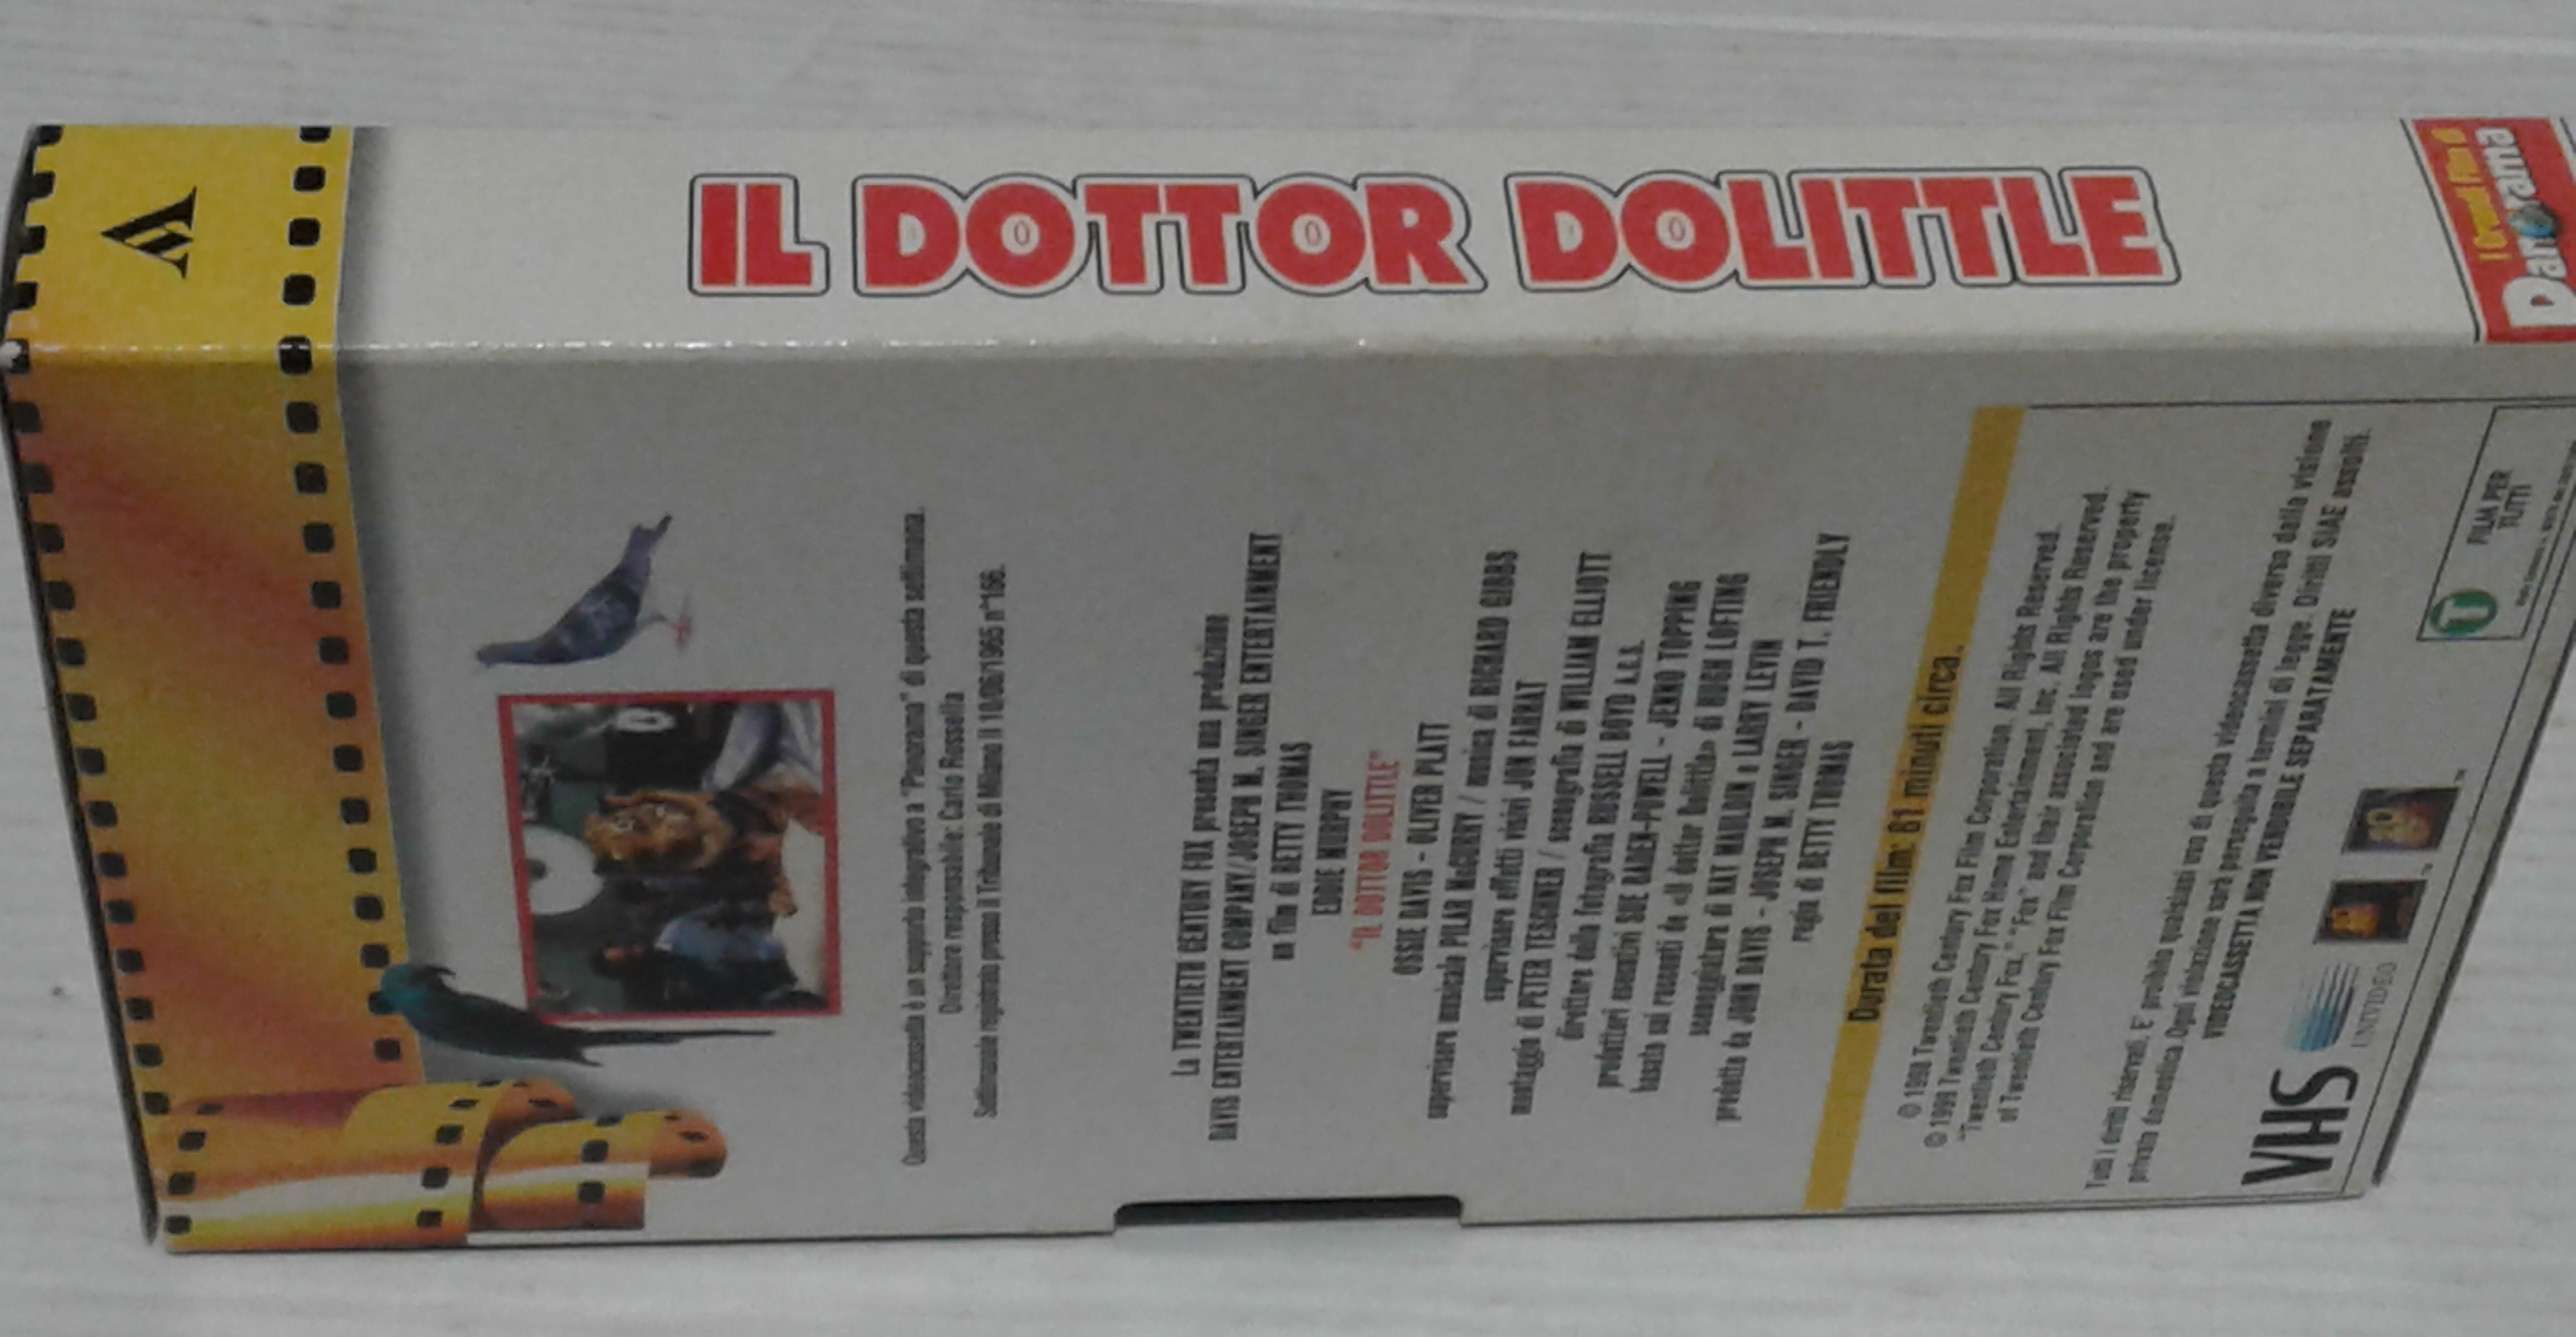 IL DOTTOR DOLITTLE
I Grandi Film di
Panorama
Questa videocassetta è un supporto integrativo a "Panorama" di questa settimana.
Direttore responsabile: Carlo Rossella
Settimanale registrato presso il Tribunale di Milano il 10/06/1965 n°166.
La TWENTIETH CENTURY FOX presenta una produzione
DAVIS ENTERTAINMENT COMPANY/JOSEPH M. SINGER ENTERTAINMENT
un film di BETTY THOMAS
EDDIE MURPHY
"IL DOTTOR DOLITTLE"
OSSIE DAVIS - OLIVER PLATT
supervisore musicale PILAR McCURRY / musica di RICHARD GIBBS
supervisore effetti visivi JON FARHAT
montaggio di PETER TESCHNER / scenografia di WILLIAM ELLIOTT
direttore della fotografia RUSSELL BOYD A.C.S.
produttori esecutivi SUE BADEN-POWELL - JENNO TOPPING
basato sui racconti de «Il dottor Dolittle» di HUGH LOFTING
sceneggiatura di NAT MAULDIN e LARRY LEVIN
prodotto da JOHN DAVIS - JOSEPH M. SINGER - DAVID T. FRIENDLY
regia di BETTY THOMAS
Durata del film: 81 minuti circa.
© 1998 Twentieth Century Fox Film Corporation. All Rights Reserved.
© 1999 Twentieth Century Fox Home Entertainment, Inc. All Rights Reserved.
"Twentieth Century Fox," "Fox" and their associated logos are the property
of Twentieth Century Fox Film Corporation and are used under license.
Tutti i diritti riservati. E' proibito qualsiasi uso di questa videocassetta diverso dalla visione
privata domestica. Ogni violazione sarà perseguita a termini di legge. Diritti SIAE assolti.
VIDEOCASSETTA NON VENDIBILE SEPARATAMENTE
VHS
UNIVIDEO
T
FILM PER
TUTTI